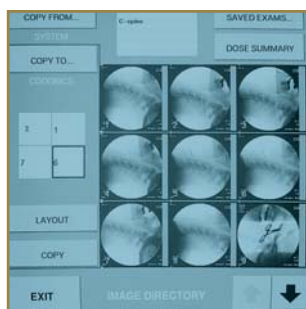 COPY FROM...
C-spine
SAVED EXAMS...
SYSTEM
DOSE SUMMARY
COPY TO...
3
1
7
6
LAYOUT
COPY
EXIT
IMAGE DIRECTORY